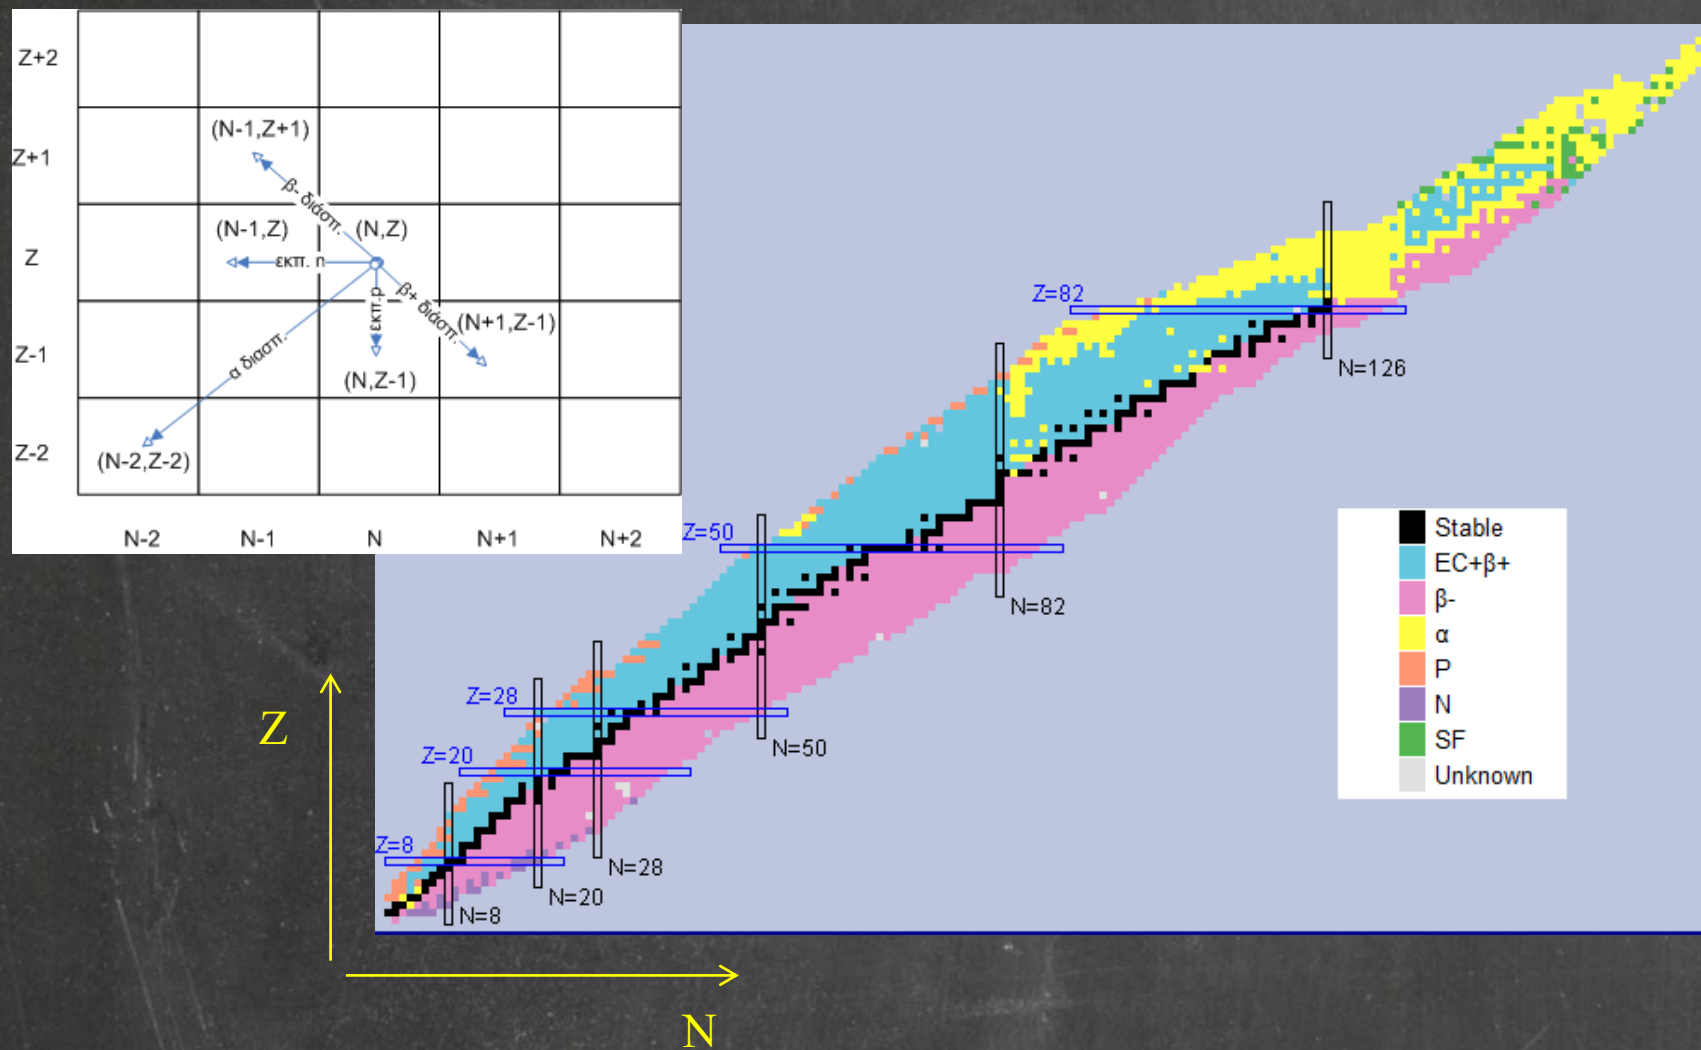 Z+2
(N-1,Z+1)
Z+1
β- διάσπ.
(N-1,Z)
(N,Z)
Z
εκπ. n
εκπ.p
β+ διάσπ.
(N+1,Z-1)
Z-1
α διασπ.
(N,Z-1)
Z-2
(N-2,Z-2)
N-2
N-1
N
N+1
N+2
Z=82
N=126
Z=50
N=82
Z=28
N=50
Z=20
N=28
Z=8
N=20
N=8
Stable
EC+β+
β-
α
P
N
SF
Unknown
Z
N